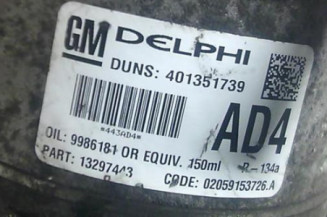 GM DELPHI
DUNS: 401351739
*443AD4*
AD4
OIL: 9986181 OR EQUIV. 150ml R-134a
PART: 13297443 CODE: 02059153726.A